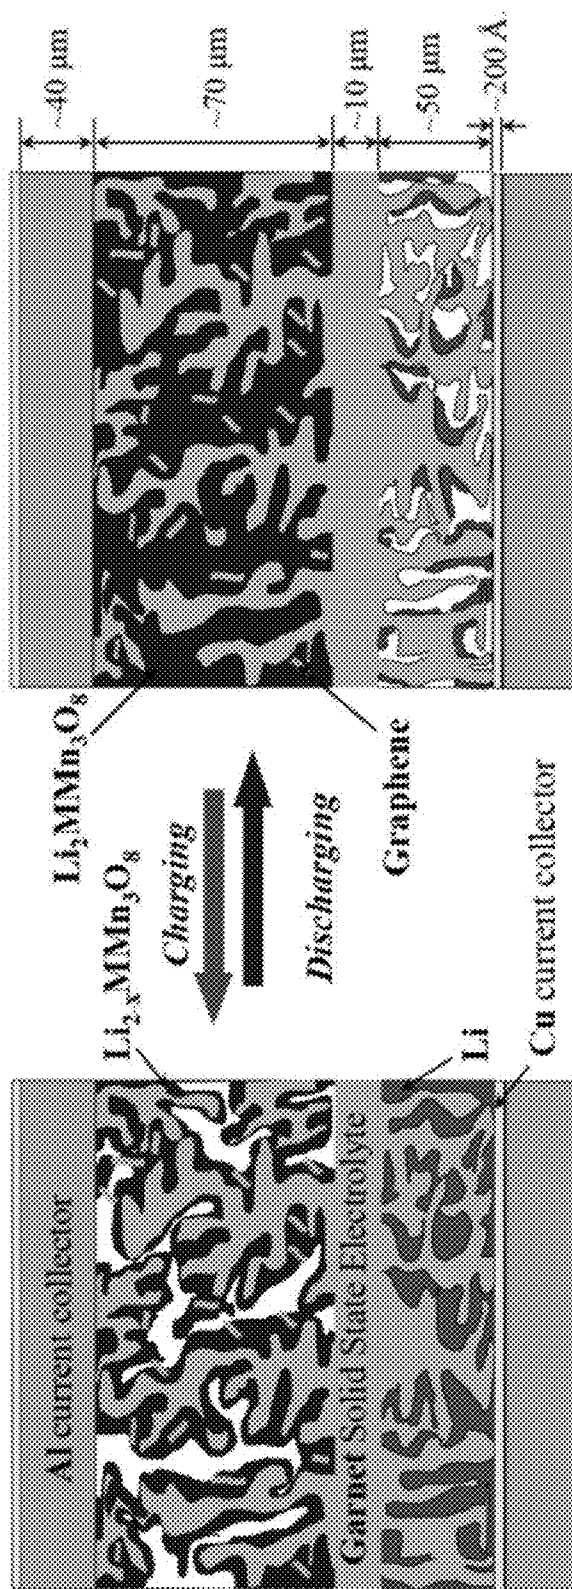 Al current collector
Garnet Solid State Electrolyte
Li₂₋ₓMMn₃O₈
Charging
Discharging
Li
Cu current collector
Li₂MMn₃O₈
Graphene
~40 µm
~70 µm
~10 µm
~50 µm
~200 Å